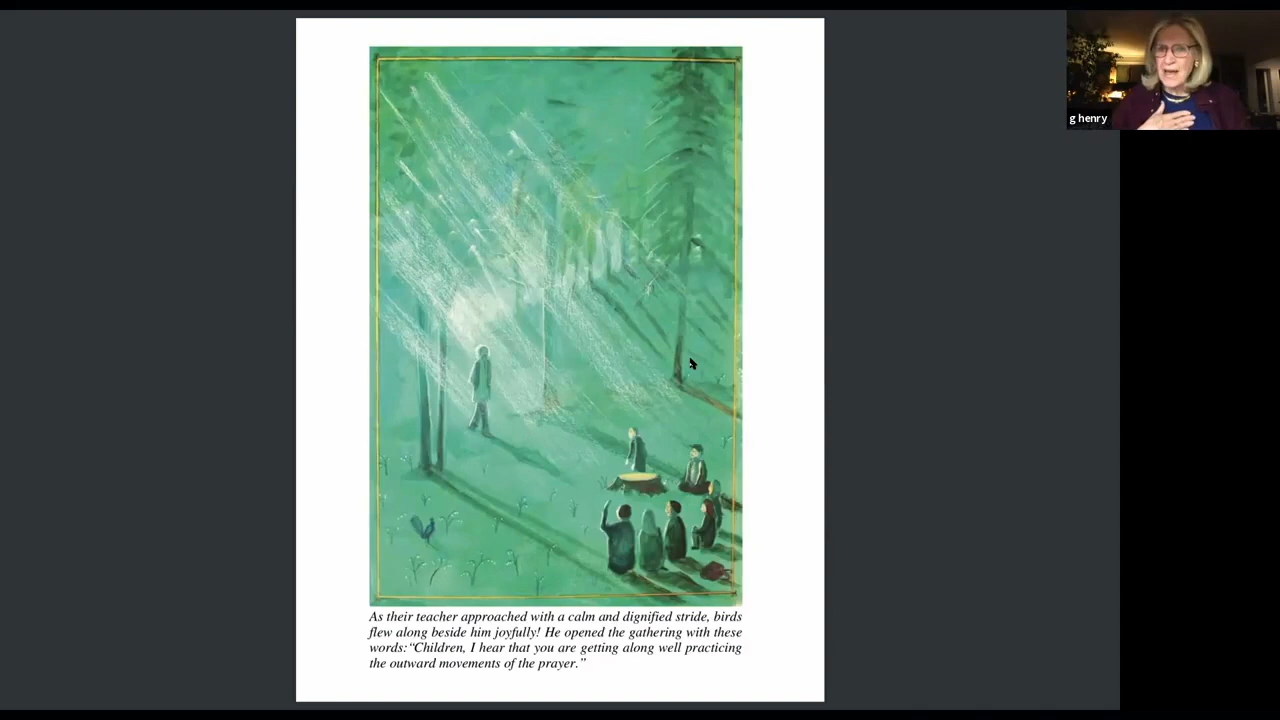 g henry
As their teacher approached with a calm and dignified stride, birds
flew along beside him joyfully! He opened the gathering with these
words:“Children, I hear that you are getting along well practicing
the outward movements of the prayer.”